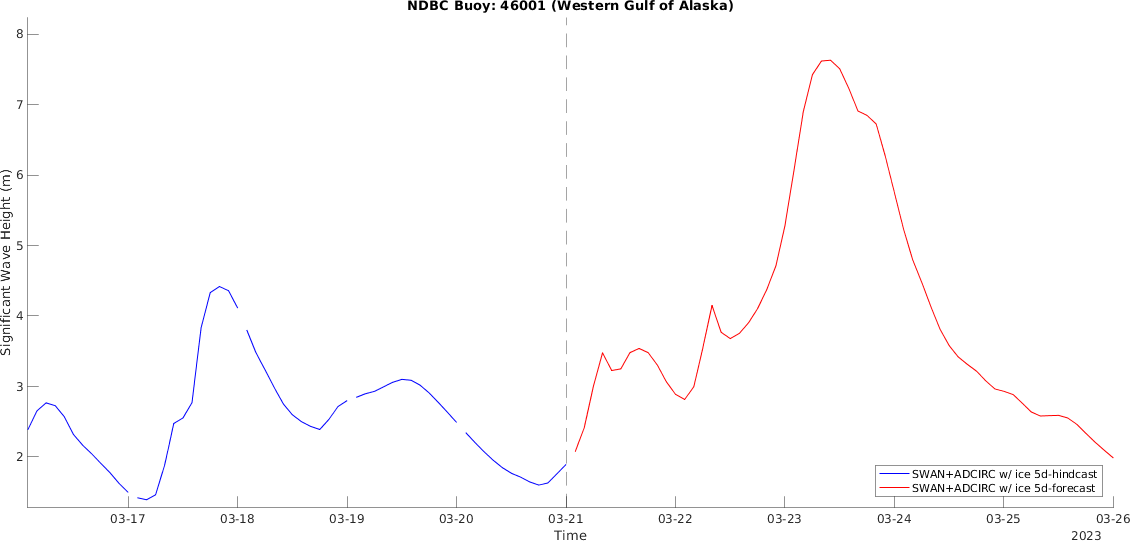 NDBC Buoy: 46001 (Western Gulf of Alaska)
8
7
6
5
4
3
2
Significant Wave Height (m)
SWAN+ADCIRC w/ ice 5d-hindcast
SWAN+ADCIRC w/ ice 5d-forecast
03-17 03-18 03-19 03-20 03-21 03-22 03-23 03-24 03-25 03-26
Time
2023